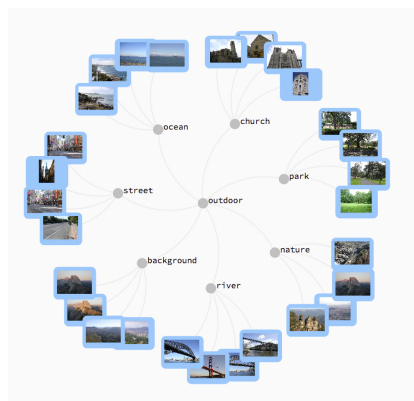 ocean
church
park
street
outdoor
nature
background
river